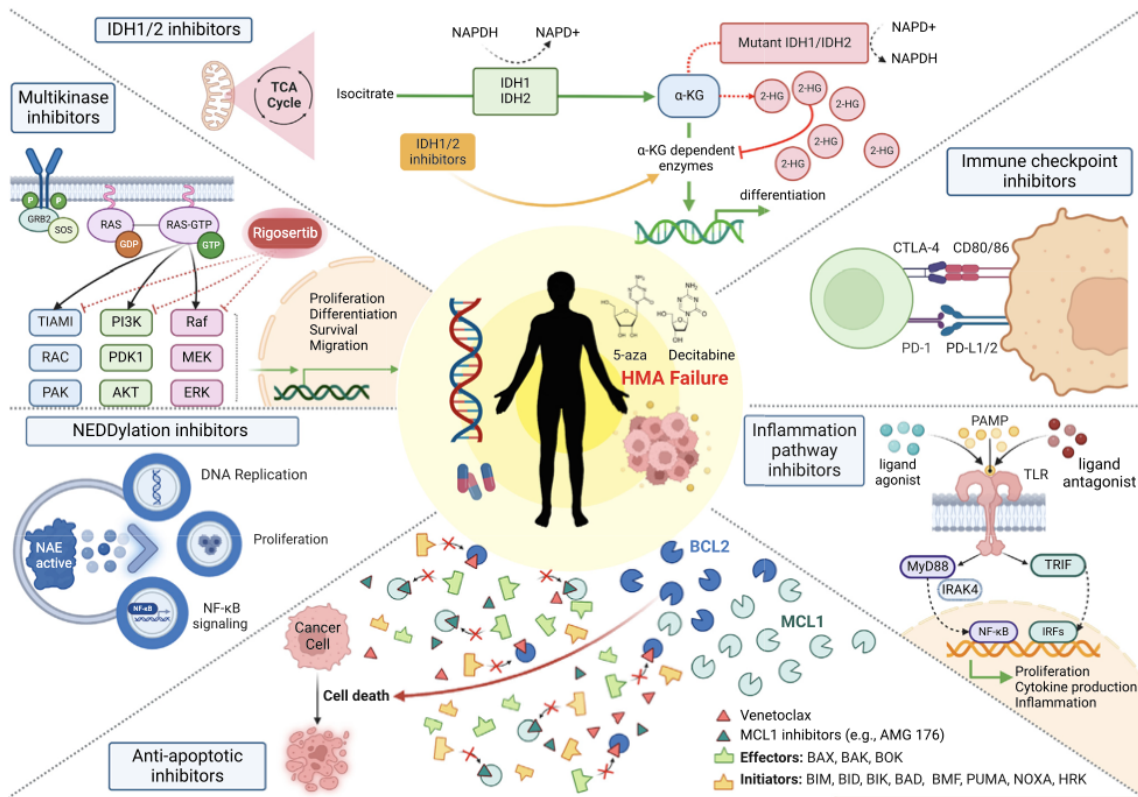 IDH1/2 inhibitors
TCA
Cycle
NAPDH
NAPD+
Isocitrate
IDH1
IDH2
α-KG
Mutant IDH1/IDH2
NAPD+
NAPDH
2-HG
2-HG
2-HG
2-HG
2-HG
2-HG
IDH1/2
inhibitors
α-KG dependent
enzymes
differentiation
Multikinase
inhibitors
P
P
GRB2
SOS
RAS
GDP
RAS-GTP
GTP
Rigosertib
TIAMI
PI3K
Raf
RAC
PDK1
MEK
PAK
AKT
ERK
Proliferation
Differentiation
Survival
Migration
5-aza
Decitabine
HMA Failure
Immune checkpoint
inhibitors
CTLA-4
CD80/86
PD-1
PD-L1/2
NEDDylation inhibitors
NAE
active
DNA Replication
Proliferation
NF-κB
NF-κB
signaling
Inflammation
pathway
inhibitors
ligand
agonist
PAMP
TLR
ligand
antagonist
MyD88
IRAK4
TRIF
NF-κB
IRFs
Proliferation
Cytokine production
Inflammation
Anti-apoptotic
inhibitors
Cancer
Cell
Cell death
BCL2
MCL1
Venetoclax
MCL1 inhibitors (e.g., AMG 176)
Effectors: BAX, BAK, BOK
Initiators: BIM, BID, BIK, BAD, BMF, PUMA, NOXA, HRK